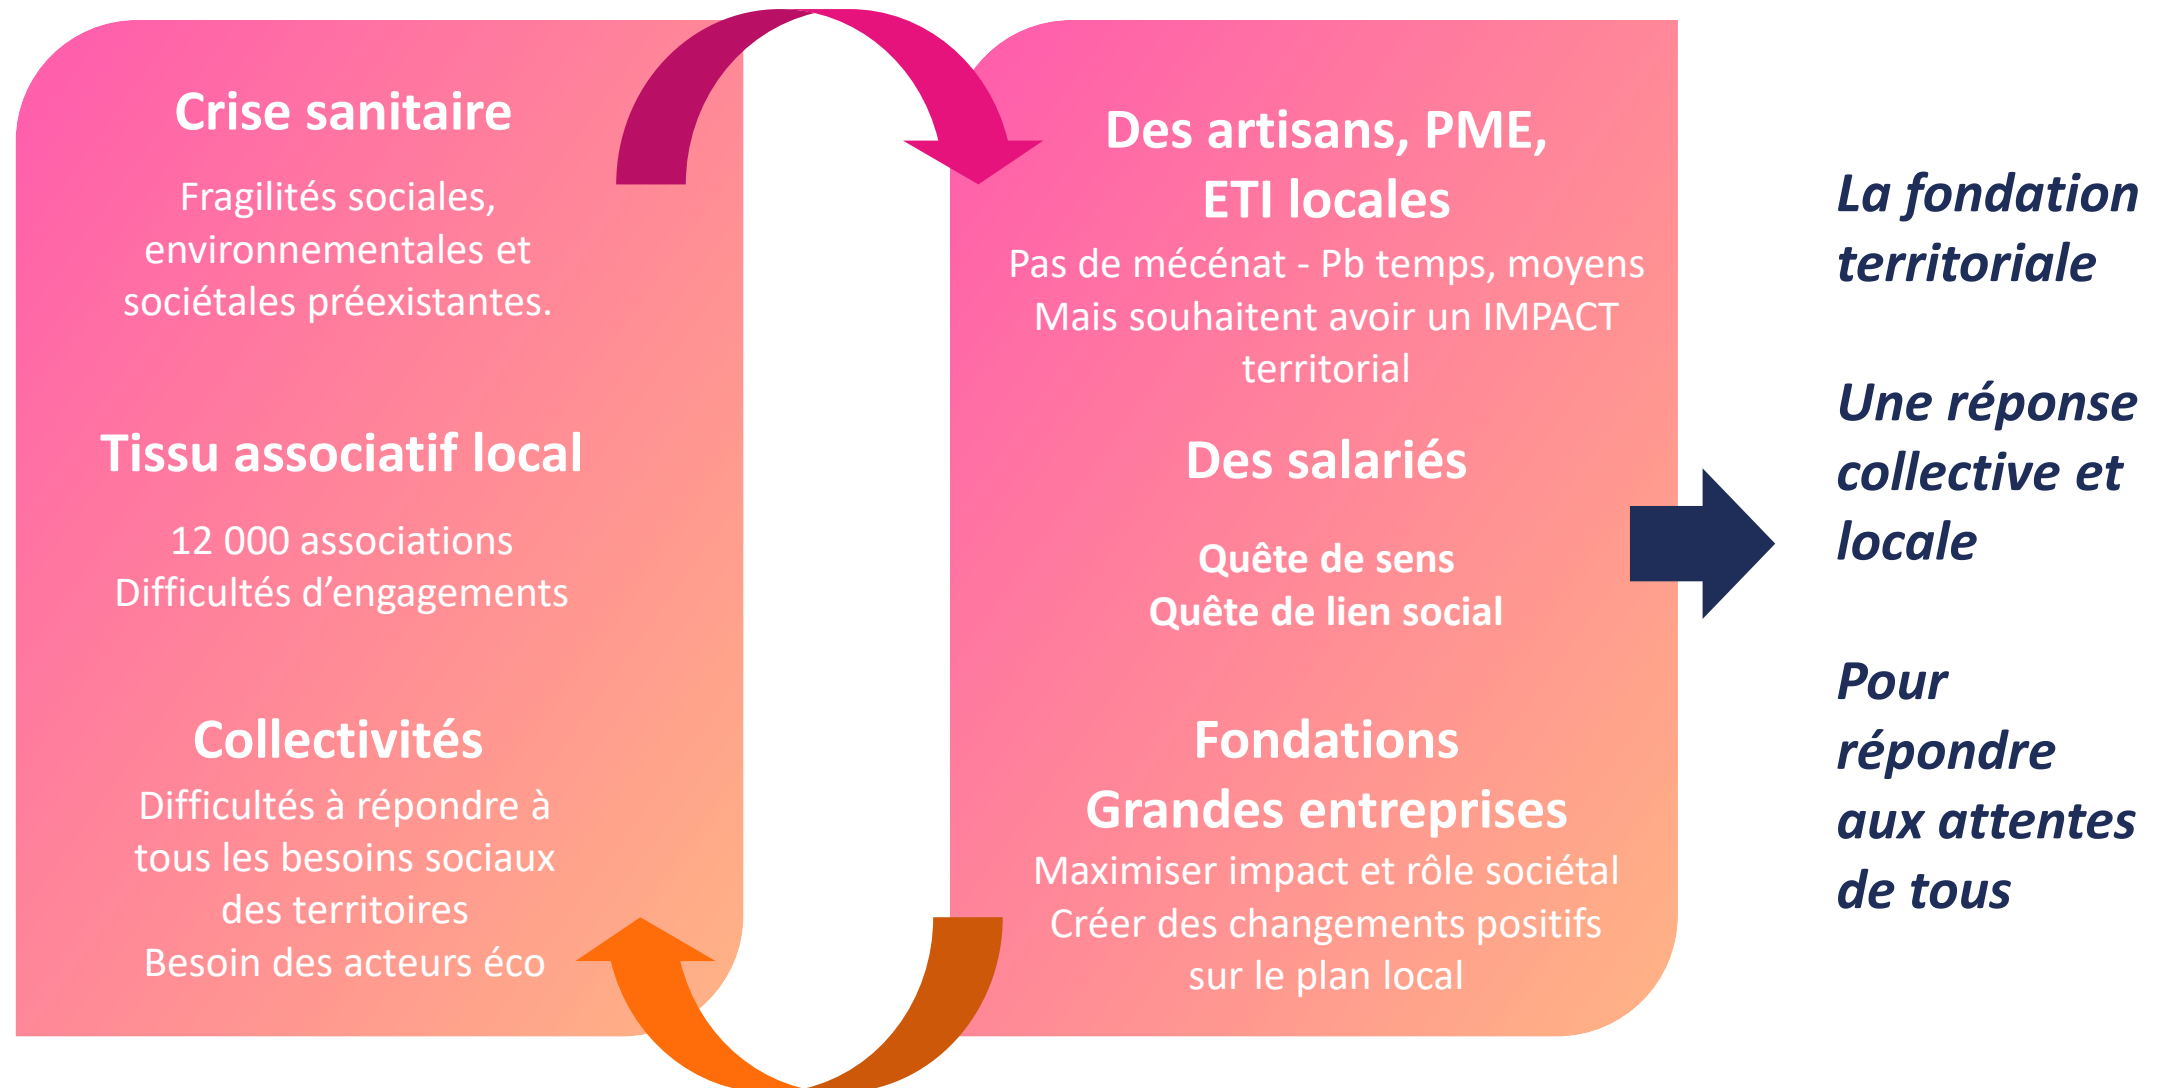 Crise sanitaire
Fragilités sociales,
environnementales et
sociétales préexistantes.
Tissu associatif local
12 000 associations
Difficultés d’engagements
Collectivités
Difficultés à répondre à
tous les besoins sociaux
des territoires
Besoin des acteurs éco
Des artisans, PME,
ETI locales
Pas de mécénat - Pb temps, moyens
Mais souhaitent avoir un IMPACT
territorial
Des salariés
Quête de sens
Quête de lien social
Fondations
Grandes entreprises
Maximiser impact et rôle sociétal
Créer des changements positifs
sur le plan local
La fondation
territoriale
Une réponse
collective et
locale
Pour
répondre
aux attentes
de tous